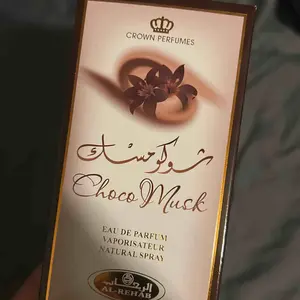 CROWN PERFUMES
شوكو مسك
Choco Musk
EAU DE PARFUM
VAPORISATEUR
NATURAL SPRAY
الرحاب
AL-REHAB